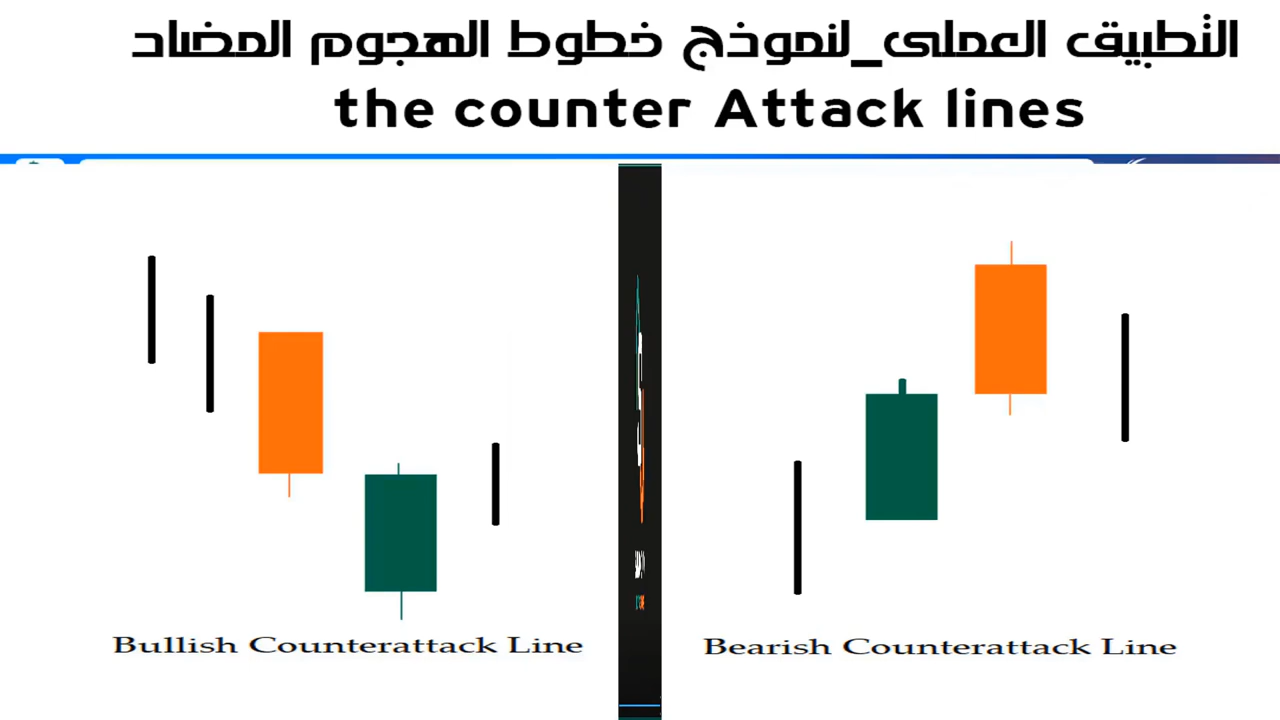 التطبيق العملى_لنموذج خطوط الهجوم المضاد
the counter Attack lines
Bullish Counterattack Line
Bearish Counterattack Line